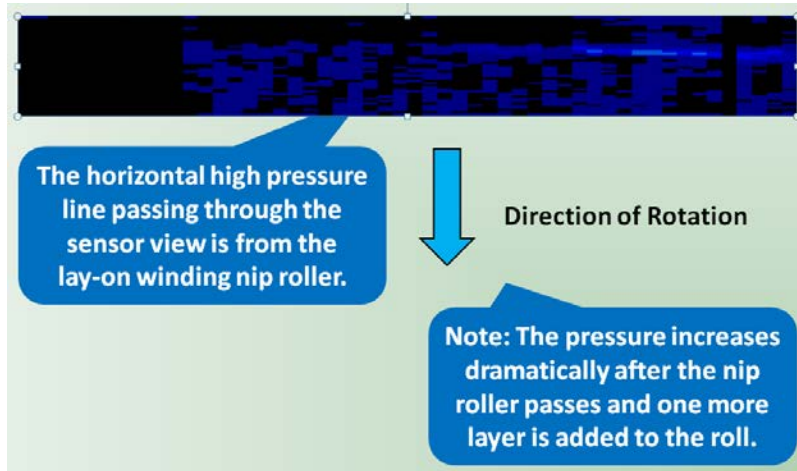 The horizontal high pressure
line passing through the
sensor view is from the
lay-on winding nip roller.
Direction of Rotation
Note: The pressure increases
dramatically after the nip
roller passes and one more
layer is added to the roll.